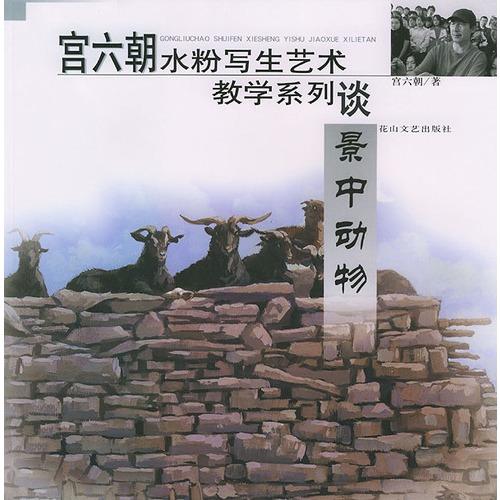 GONGLIUCHAO SHUIFEN XIESHENG YISHU JIAOXUE XILIETAN
宫六朝水粉写生艺术
教学系列谈
宫六朝/著
花山文艺出版社
景中动物